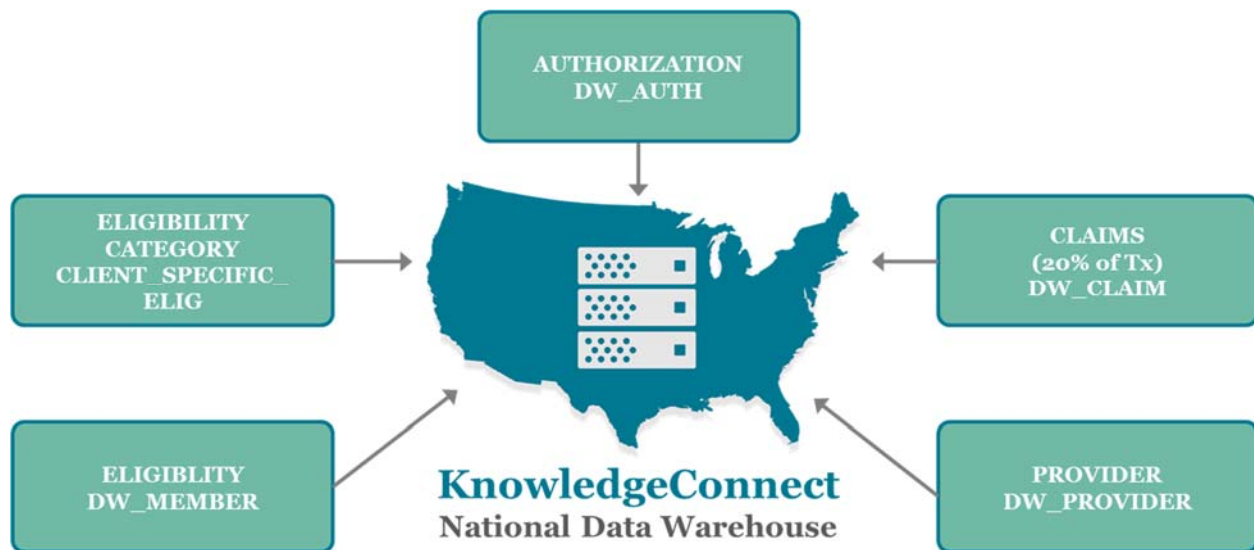 AUTHORIZATION
DW_AUTH
ELIGIBILITY
CATEGORY
CLIENT_SPECIFIC_
ELIG
CLAIMS
(20% of Tx)
DW_CLAIM
ELIGIBLITY
DW_MEMBER
PROVIDER
DW_PROVIDER
KnowledgeConnect
National Data Warehouse